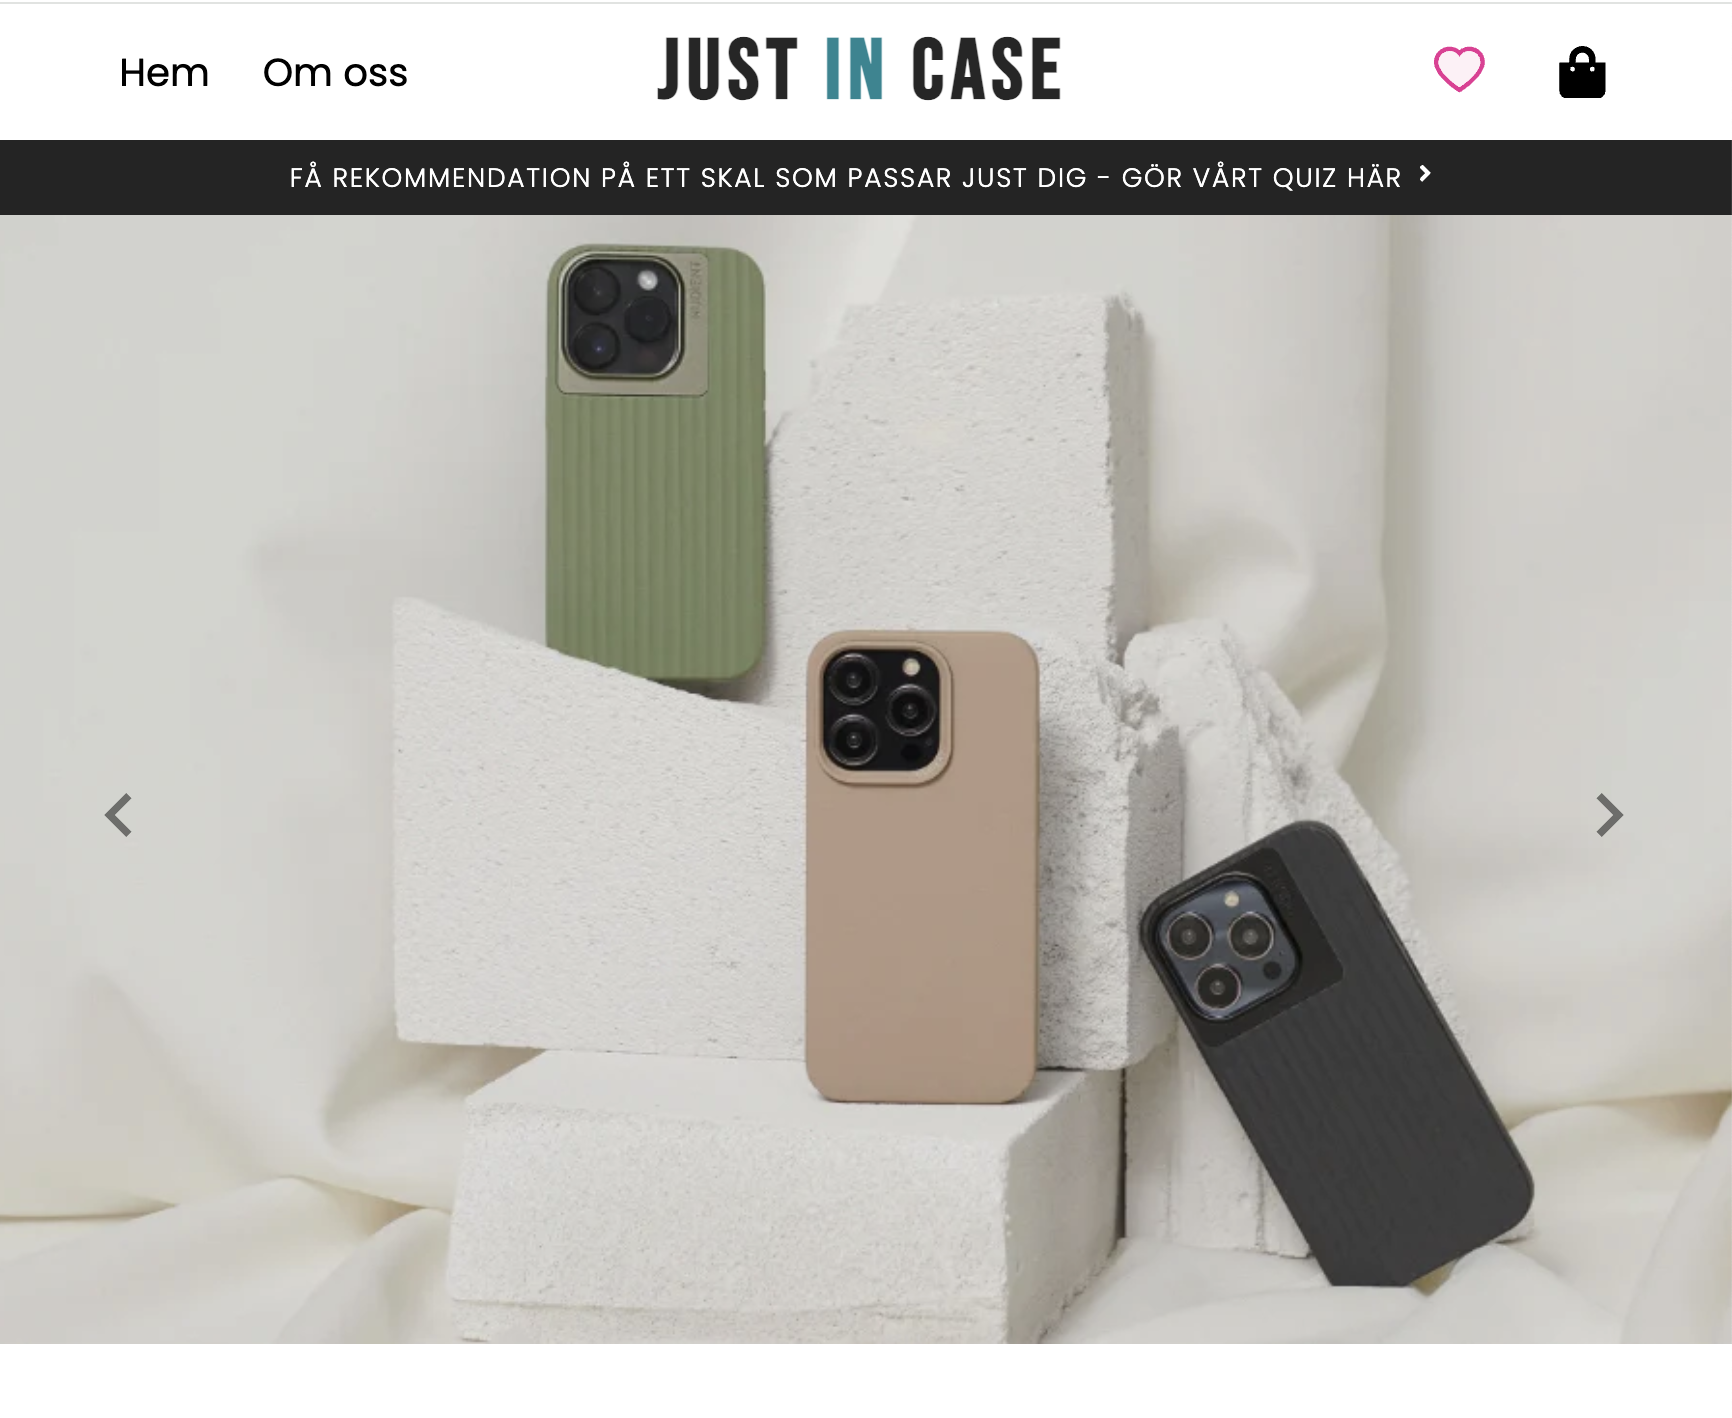 Hem Om oss JUST IN CASE
FÅ REKOMMENDATION PÅ ETT SKAL SOM PASSAR JUST DIG - GÖR VÅRT QUIZ HÄR
NUDIENT